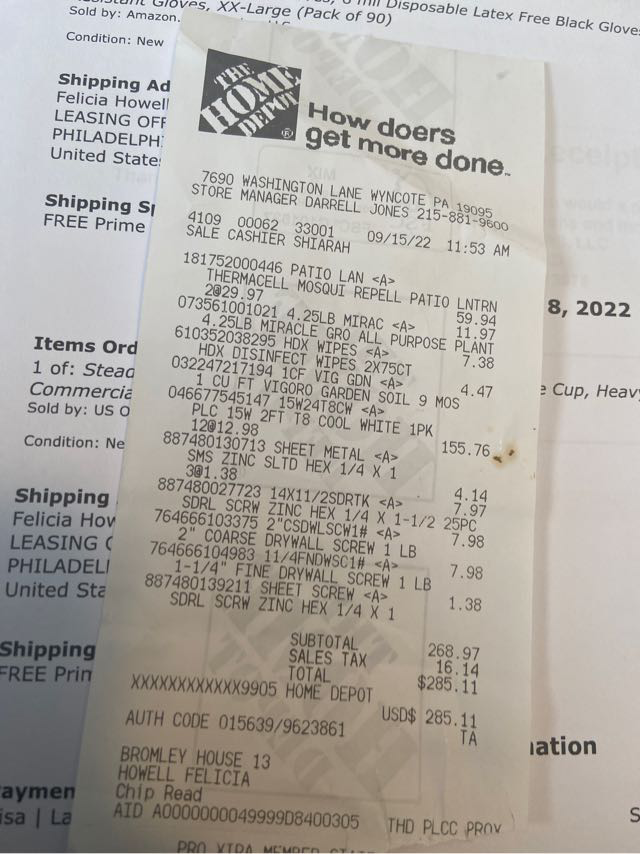 Gloves, XX-Large (Pack of 90)
mil Disposable Latex Free Black Glove
Sold by: Amazon.
Condition: New
Shipping Ad
Felicia Howell
LEASING OFF
PHILADELPH
United State
Shipping Sp
FREE Prime
8, 2022
Items Ord
1 of: Stead
Commercia
Cup, Heav
Sold by: US O
Condition: Ne
Shipping
Felicia How
LEASING
PHILADEL
United Sta
Shipping
FREE Prin
ation
aymen
isa | La
THE
HOME
DEPOT
®
How doers
get more done.
7690 WASHINGTON LANE WYNCOTE PA 19095
STORE MANAGER DARRELL JONES 215-881-9600
4109 00062 33001 09/15/22 11:53 AM
SALE CASHIER SHIARAH
181752000446 PATIO LAN <A>
THERMACELL MOSQUI REPELL PATIO LNTRN
2@29.97 59.94
073561001021 4.25LB MIRAC <A> 11.97
4.25LB MIRACLE GRO ALL PURPOSE PLANT
610352038295 HDX WIPES <A> 7.38
HDX DISINFECT WIPES 2X75CT
032247217194 1CF VIG GDN <A> 4.47
1 CU FT VIGORO GARDEN SOIL 9 MOS
046677545147 15W24T8CW <A>
PLC 15W 2FT T8 COOL WHITE 1PK
12@12.98 155.76
887480130713 SHEET METAL <A>
SMS ZINC SLTD HEX 1/4 X 1
3@1.38 4.14
887480027723 14X11/2SDRTK <A> 7.97
SDRL SCRW ZINC HEX 1/4 X 1-1/2 25PC
764666103375 2"CSDWLSCW1# <A> 7.98
2" COARSE DRYWALL SCREW 1 LB
764666104983 11/4FNDWSC1# <A> 7.98
1-1/4" FINE DRYWALL SCREW 1 LB
887480139211 SHEET SCREW <A> 1.38
SDRL SCRW ZINC HEX 1/4 X 1
SUBTOTAL 268.97
SALES TAX 16.14
TOTAL $285.11
XXXXXXXXXXXX9905 HOME DEPOT
USD$ 285.11
AUTH CODE 015639/9623861 TA
BROMLEY HOUSE 13
HOWELL FELICIA
Chip Read
AID A0000000049999D8400305 THD PLCC PROV
PRO XTRA MEMBER